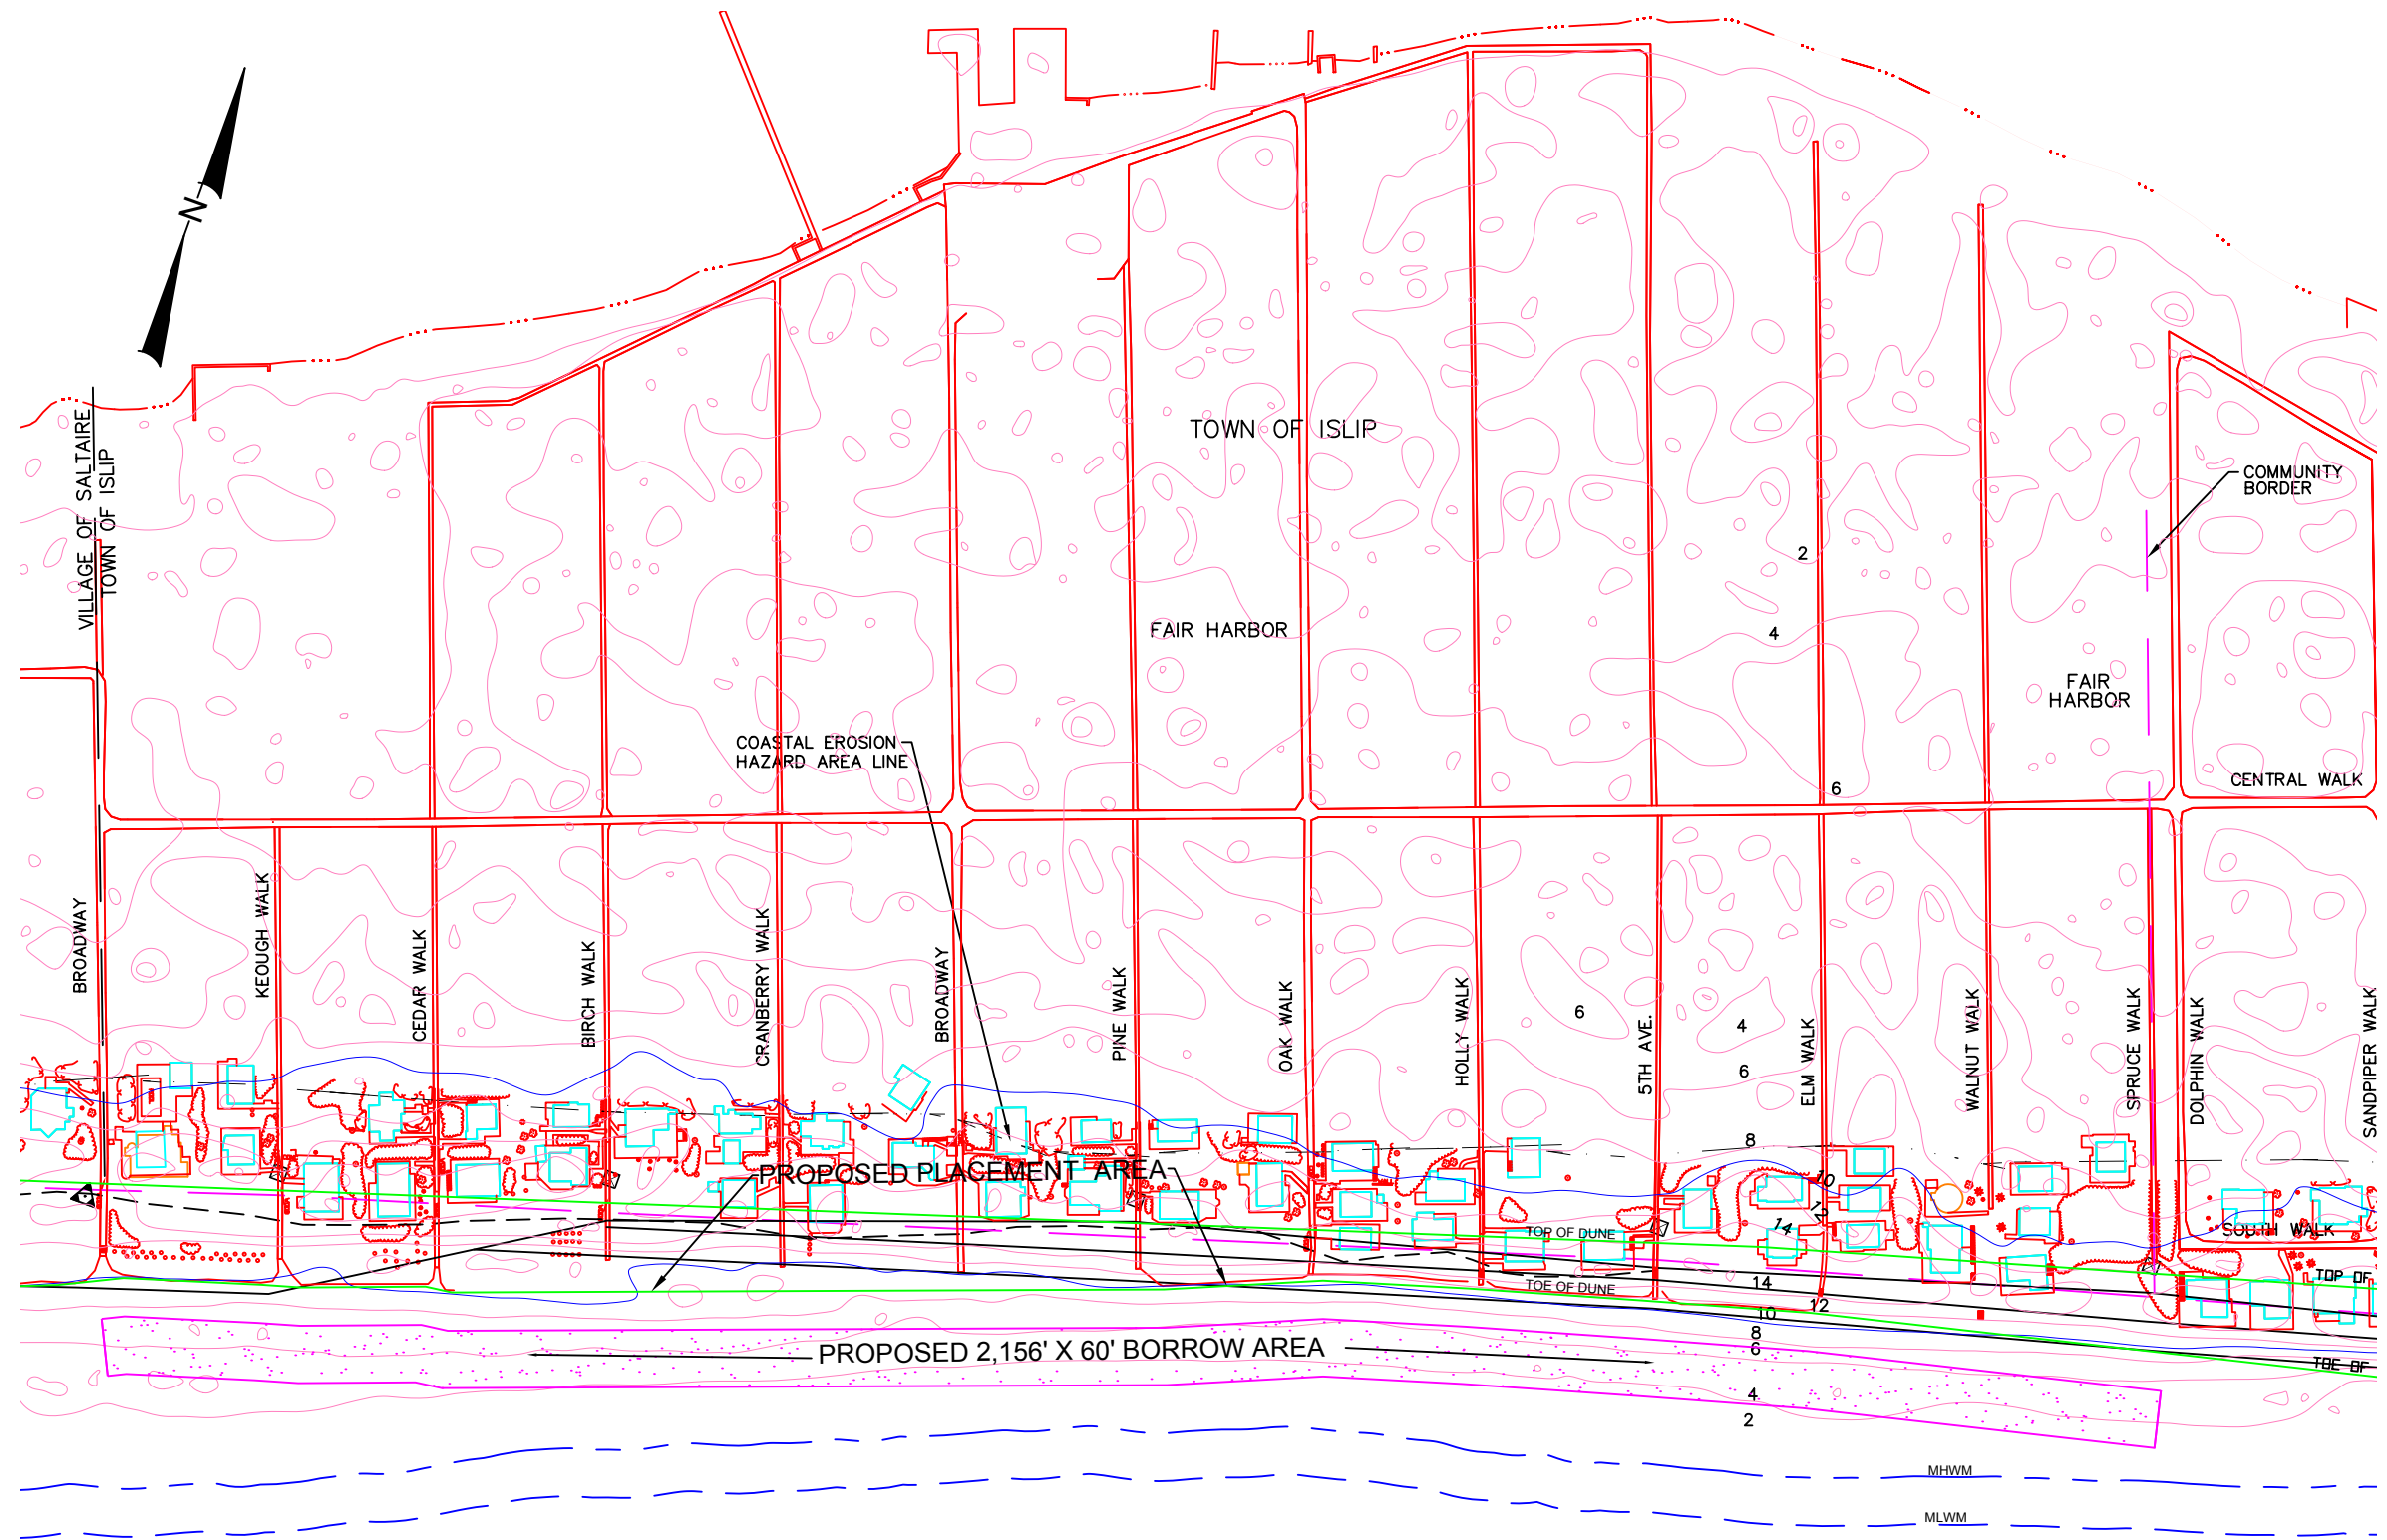 N
VILLAGE OF SALTAIRE
TOWN OF ISLIP
TOWN OF ISLIP
COMMUNITY
BORDER
2
FAIR HARBOR
4
FAIR
HARBOR
COASTAL EROSION
HAZARD AREA LINE
CENTRAL WALK
6
BROADWAY
KEOUGH WALK
CEDAR WALK
BIRCH WALK
CRANBERRY WALK
BROADWAY
PINE WALK
OAK WALK
HOLLY WALK
6
5TH AVE.
4
6
ELM WALK
WALNUT WALK
SPRUCE WALK
DOLPHIN WALK
SANDPIPER WALK
8
PROPOSED PLACEMENT AREA
10
12
14
TOP OF DUNE
SOUTH WALK
14
TOE OF DUNE
TOP OF
12
10
8
6
PROPOSED 2,156' X 60' BORROW AREA
TOE OF
4
2
MHWM
MLWM